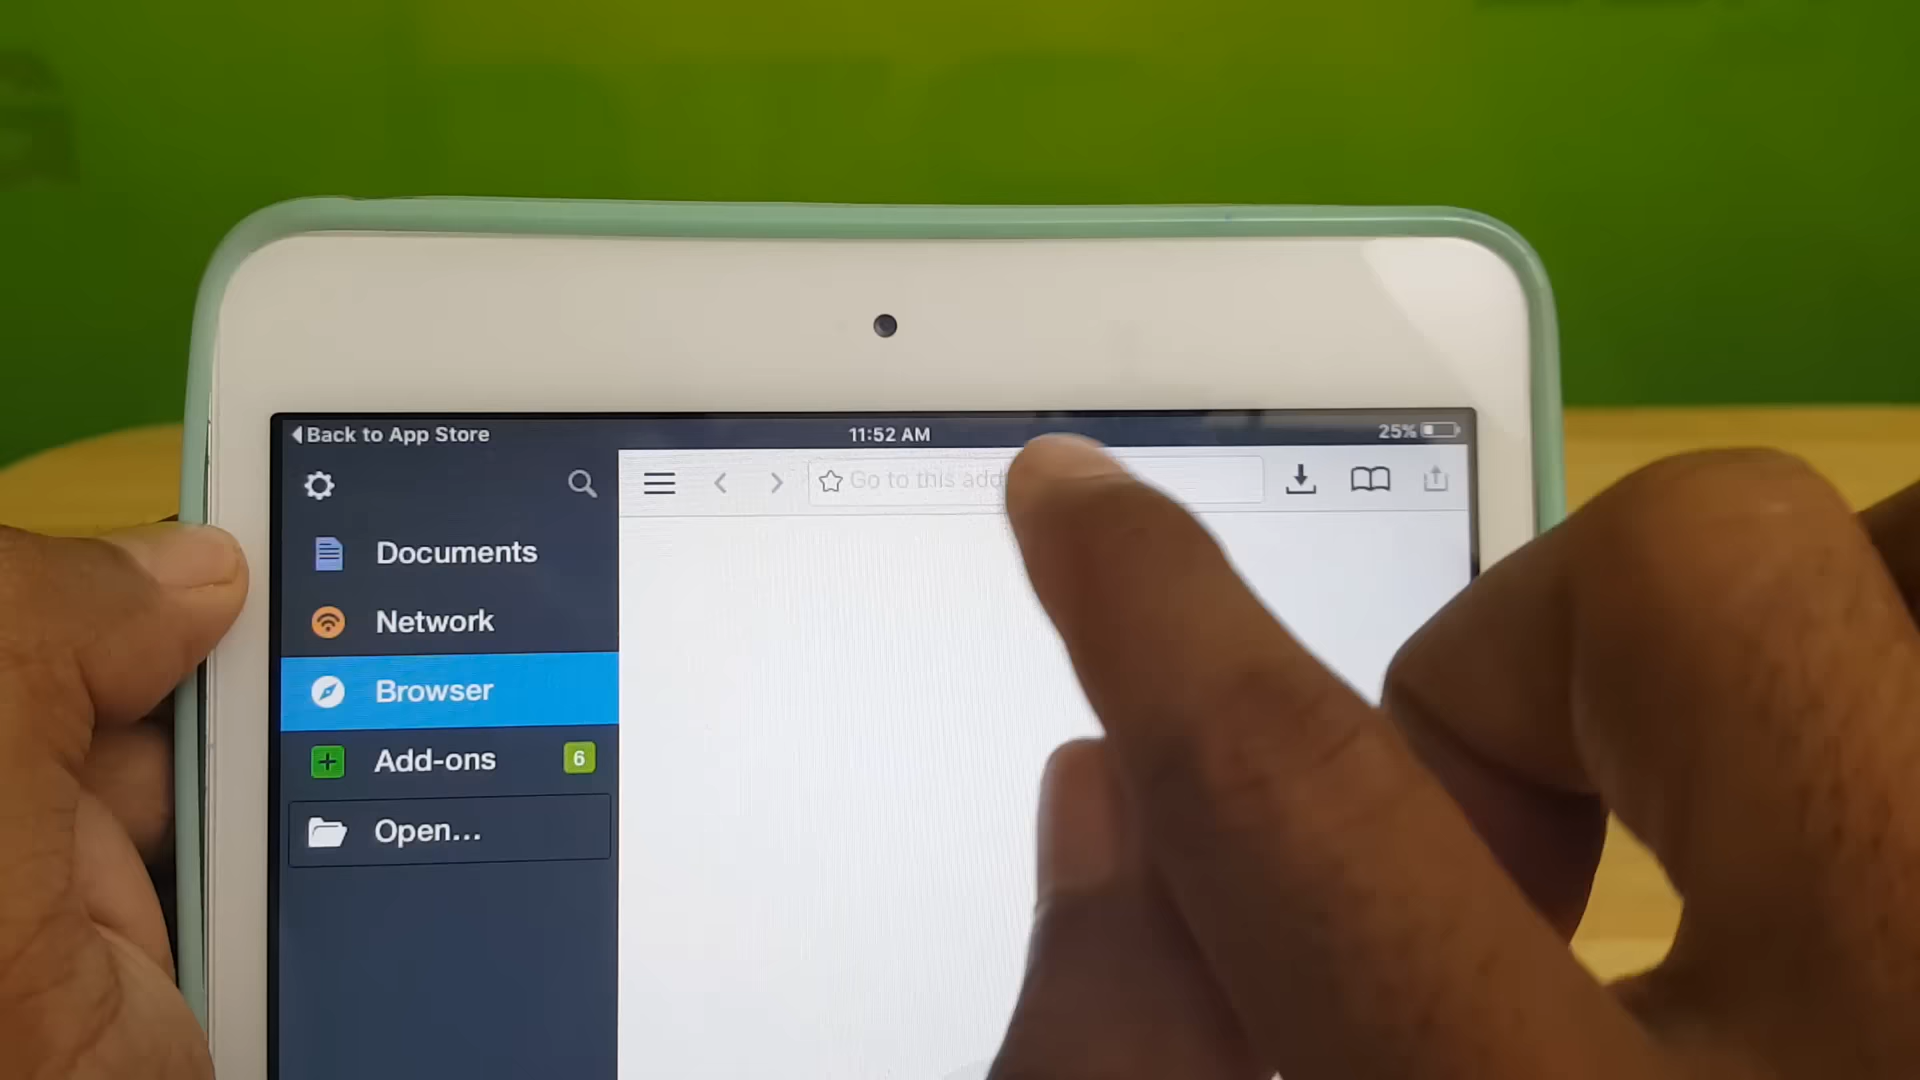 Back to App Store
11:52 AM
25%
Go to this add
Documents
Network
Browser
Add-ons
6
Open...